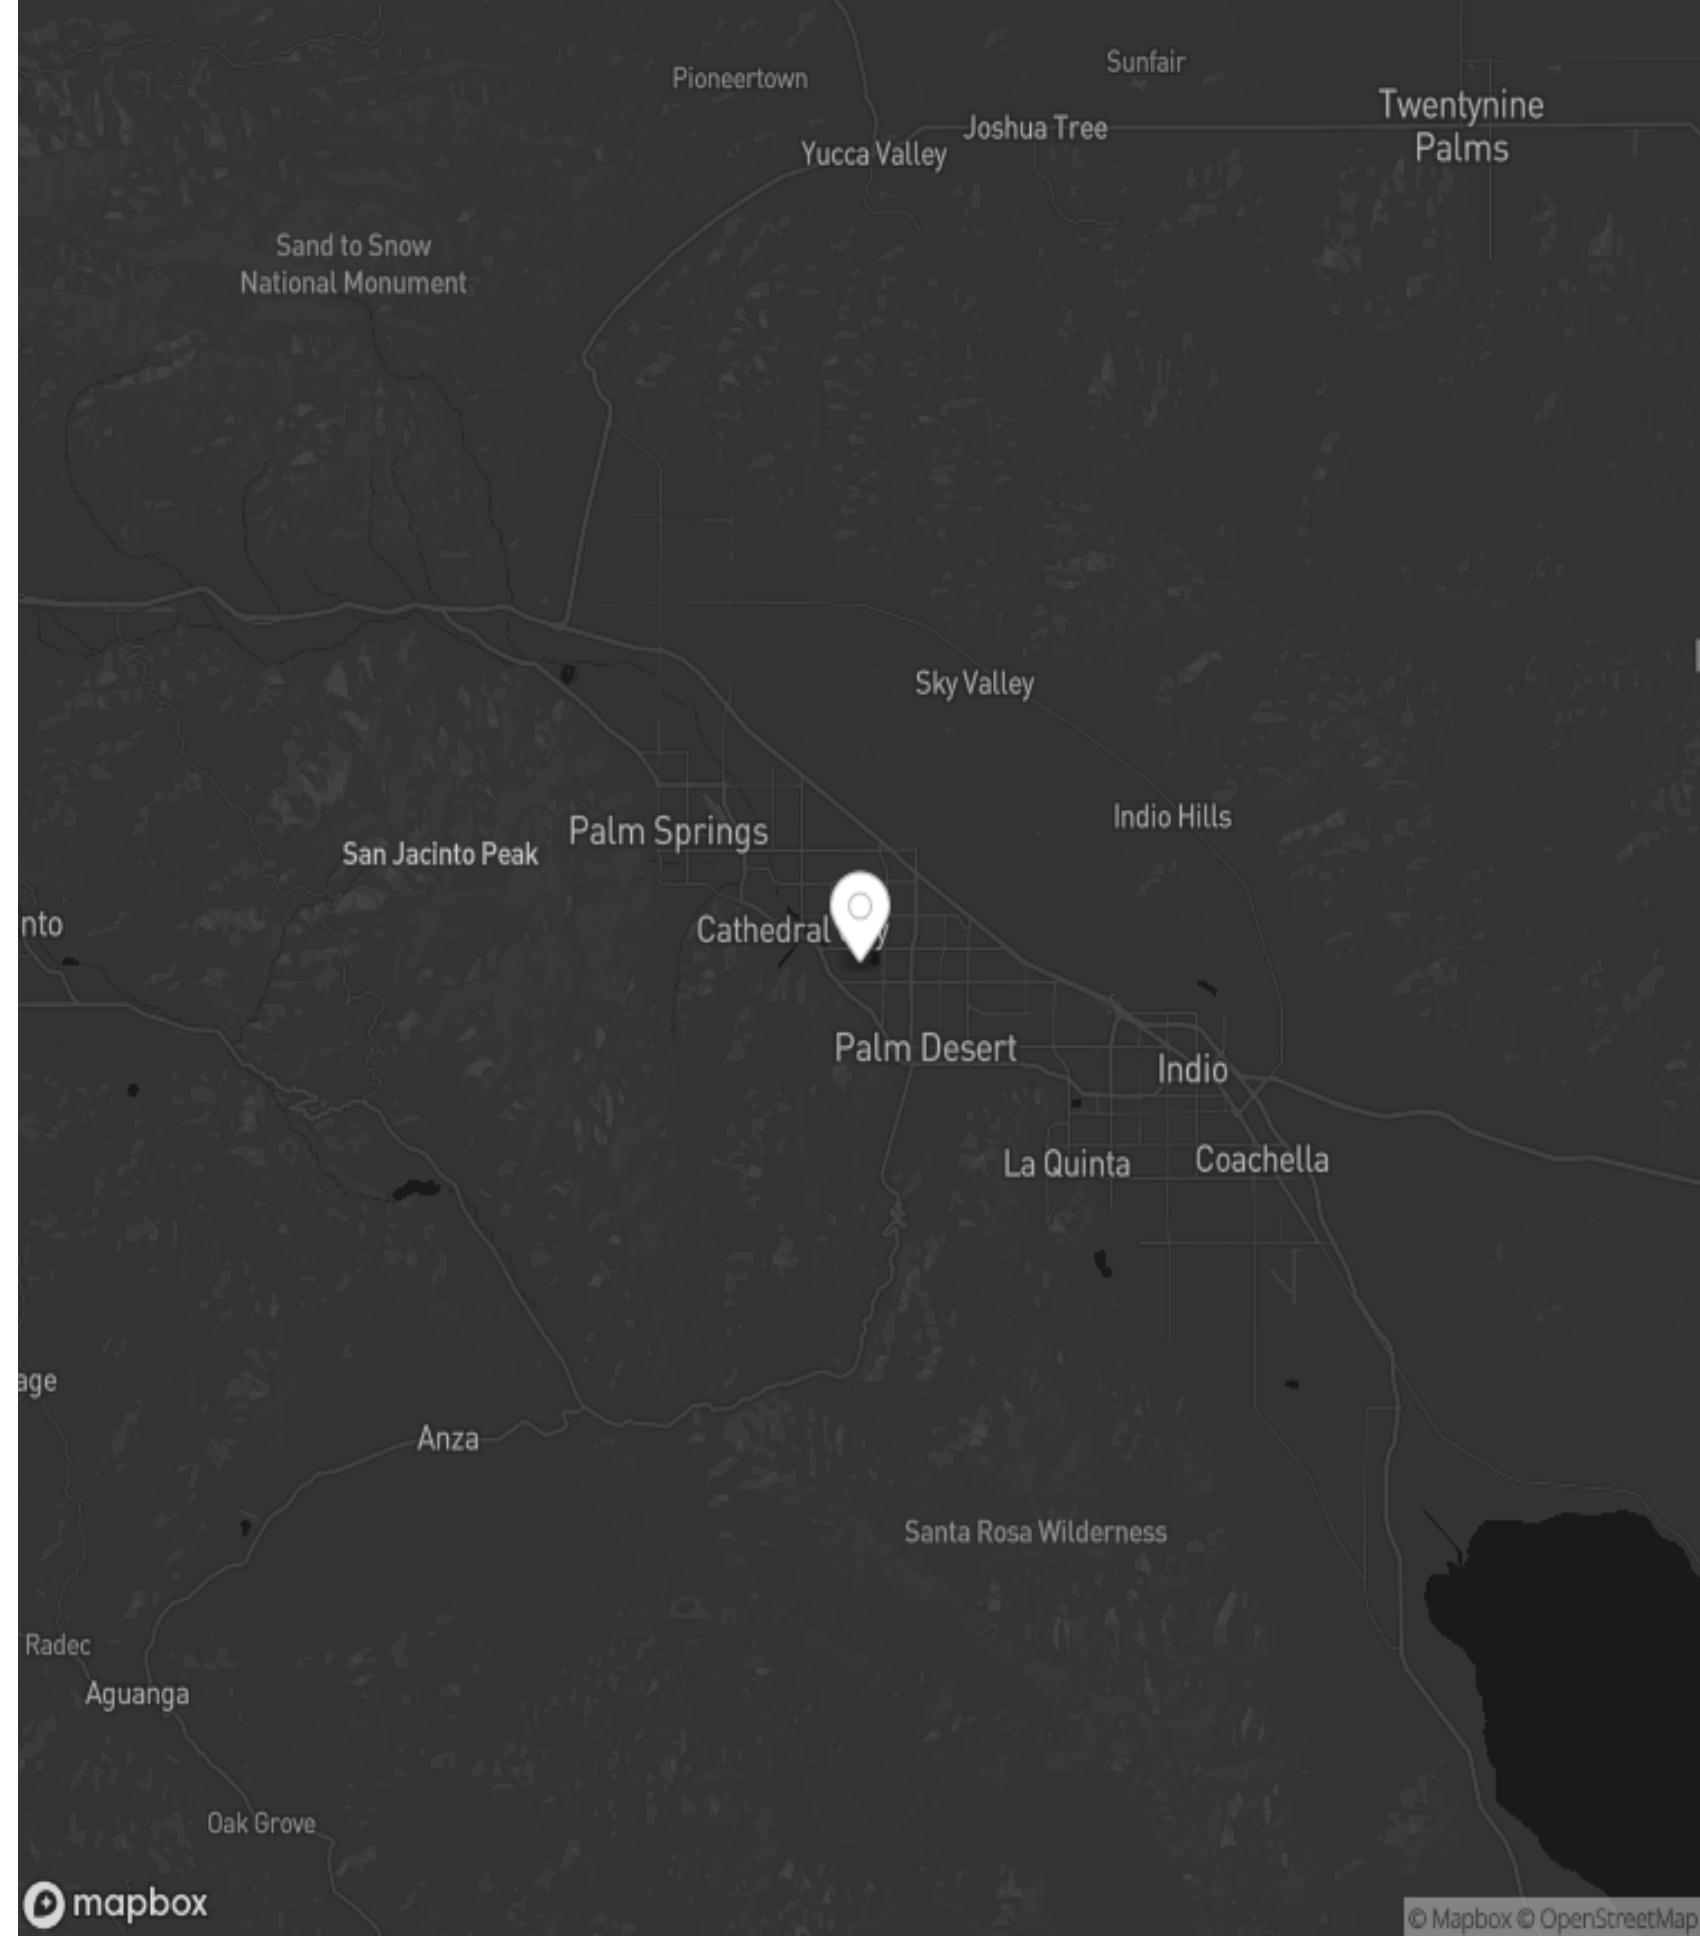 Pioneertown
Sunfair
Joshua Tree
Twentynine
Palms
Yucca Valley
Sand to Snow
National Monument
Sky Valley
Indio Hills
Palm Springs
San Jacinto Peak
nto
Cathedral
Palm Desert
Indio
La Quinta
Coachella
age
Anza
Santa Rosa Wilderness
Radec
Aguanga
Oak Grove
mapbox
© Mapbox © OpenStreetMap